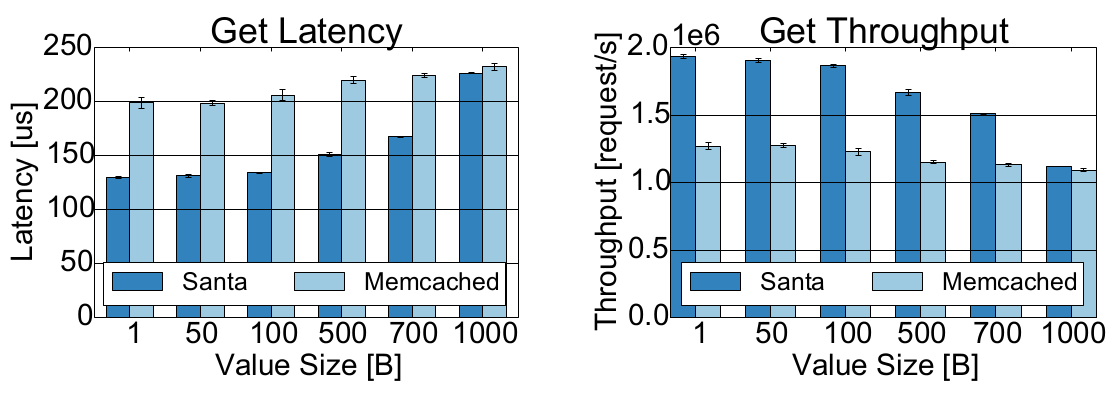 Get Latency
250
200
150
100
50
0
Latency [us]
Santa
Memcached
1 50 100 500 700 1000
Value Size [B]
Get Throughput
1e6
2.0
1.5
1.0
0.5
0.0
Throughput [request/s]
Santa
Memcached
1 50 100 500 700 1000
Value Size [B]